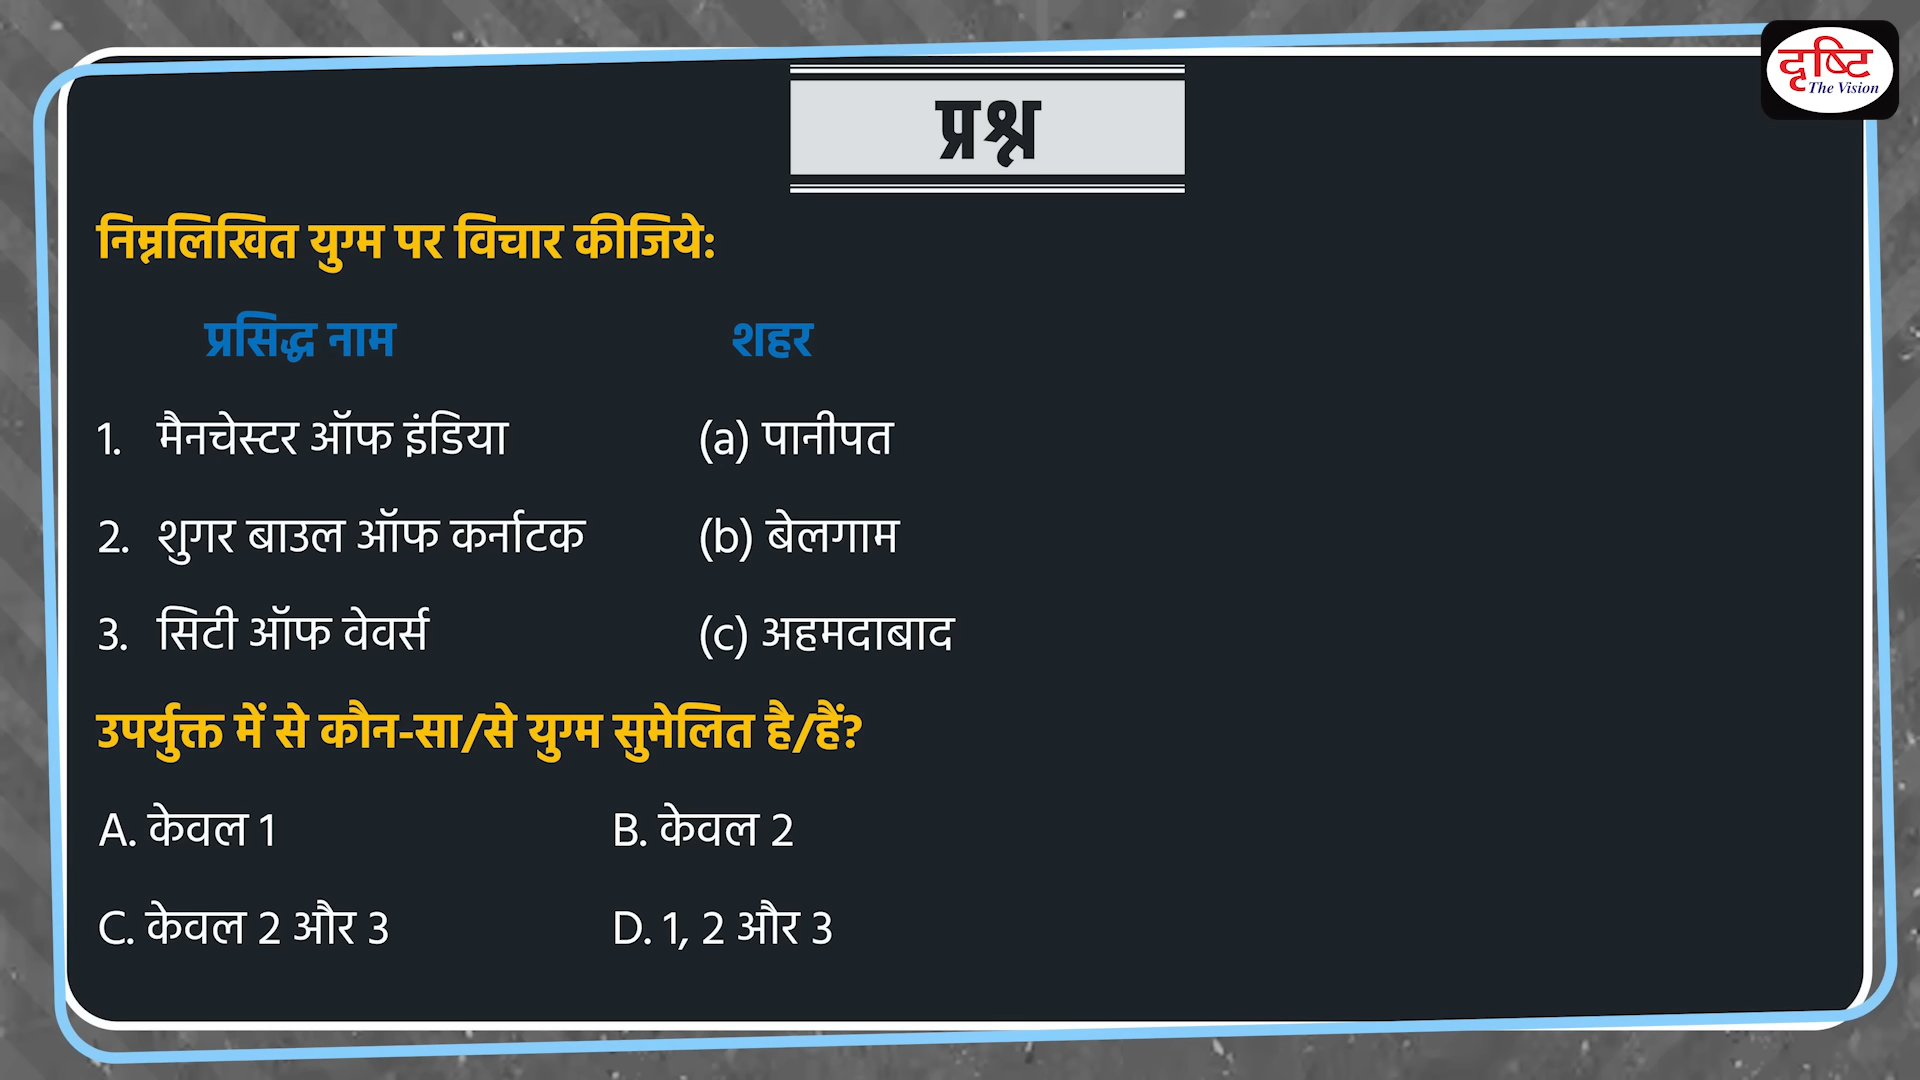 दृष्टि
The Vision
प्रश्न
निम्नलिखित युग्म पर विचार कीजिये:
प्रसिद्ध नाम शहर
1. मैनचेस्टर ऑफ इंडिया (a) पानीपत
2. शुगर बाउल ऑफ कर्नाटक (b) बेलगाम
3. सिटी ऑफ वेवर्स (c) अहमदाबाद
उपर्युक्त में से कौन-सा/से युग्म सुमेलित है/हैं?
A. केवल 1 B. केवल 2
C. केवल 2 और 3 D. 1, 2 और 3